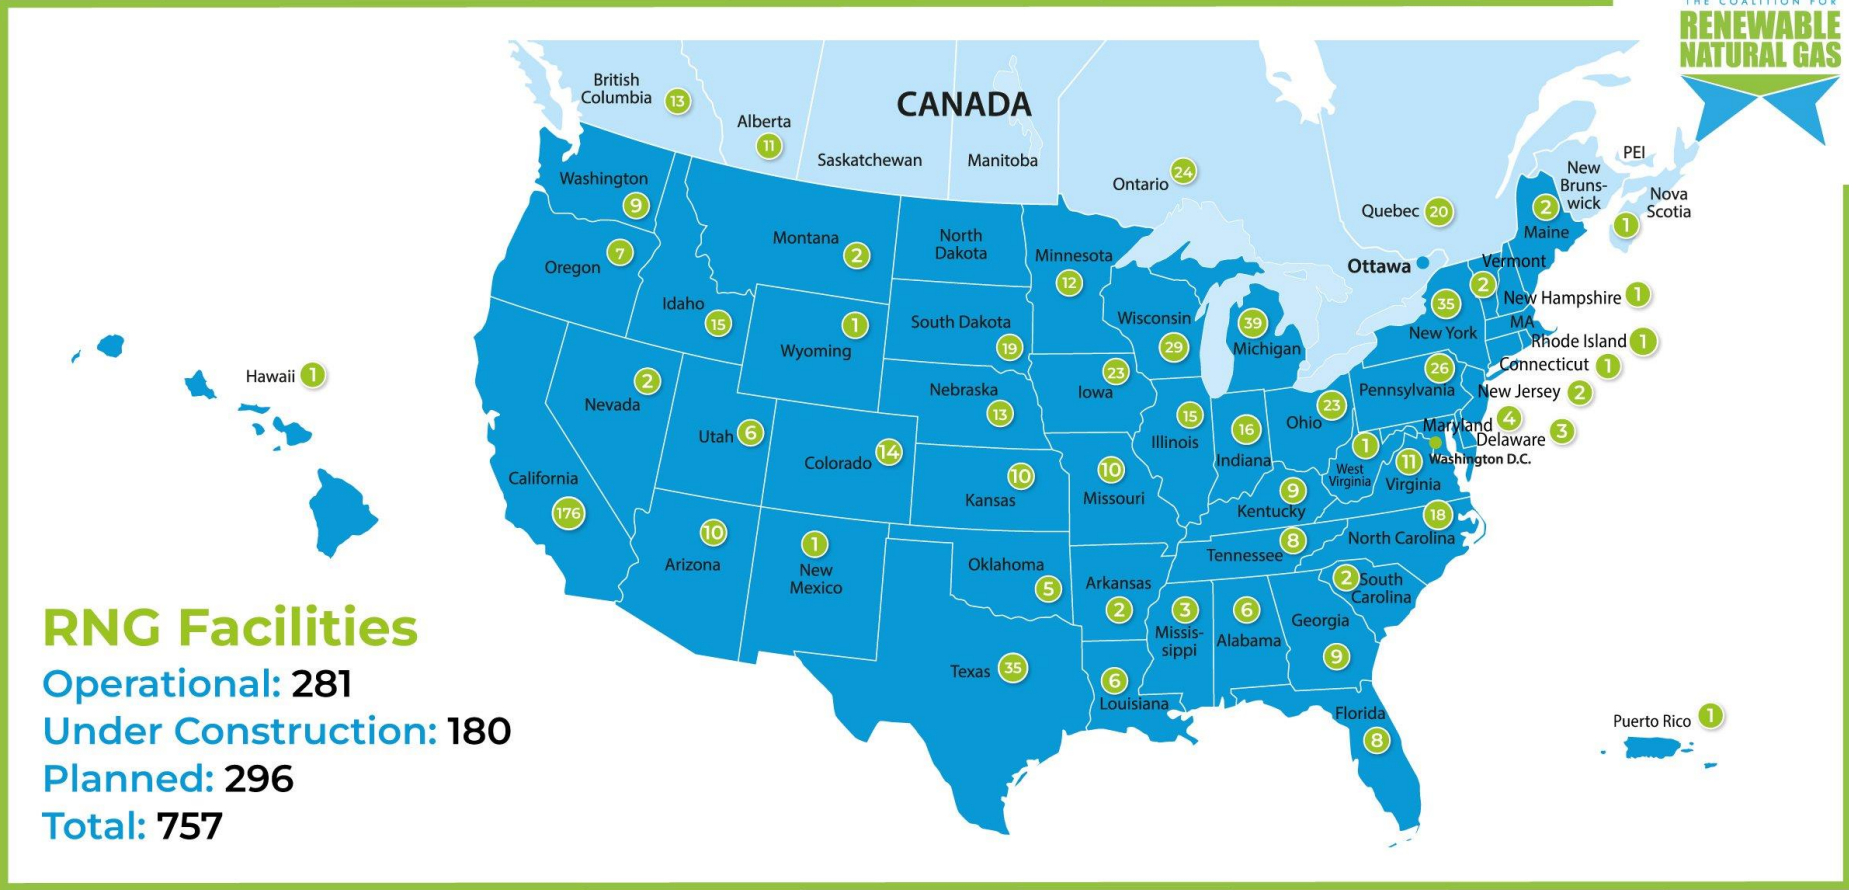 THE COALITION FOR
RENEWABLE
NATURAL GAS
CANADA
British
Columbia
13
Alberta
11
Saskatchewan
Manitoba
Ontario
24
Quebec
20
PEI
New
Bruns-
wick
Nova
Scotia
1
Ottawa
Washington
9
Oregon
7
Idaho
15
Montana
2
North
Dakota
Minnesota
12
Wyoming
1
South Dakota
19
Wisconsin
29
Michigan
39
Maine
2
Vermont
2
New Hampshire
1
New York
35
MA
Rhode Island
1
Connecticut
1
New Jersey
2
Pennsylvania
26
Maryland
4
Delaware
3
Washington D.C.
Hawaii
1
Nevada
2
Utah
6
Colorado
14
Nebraska
13
Iowa
23
Illinois
15
Indiana
16
Ohio
23
West
Virginia
1
Virginia
11
California
176
Arizona
10
New
Mexico
1
Kansas
10
Missouri
10
Kentucky
9
Tennessee
8
North Carolina
18
South
Carolina
2
Oklahoma
5
Arkansas
2
Missis-
sippi
3
Alabama
6
Georgia
9
Texas
35
Louisiana
6
Florida
8
Puerto Rico
1
RNG Facilities
Operational: 281
Under Construction: 180
Planned: 296
Total: 757